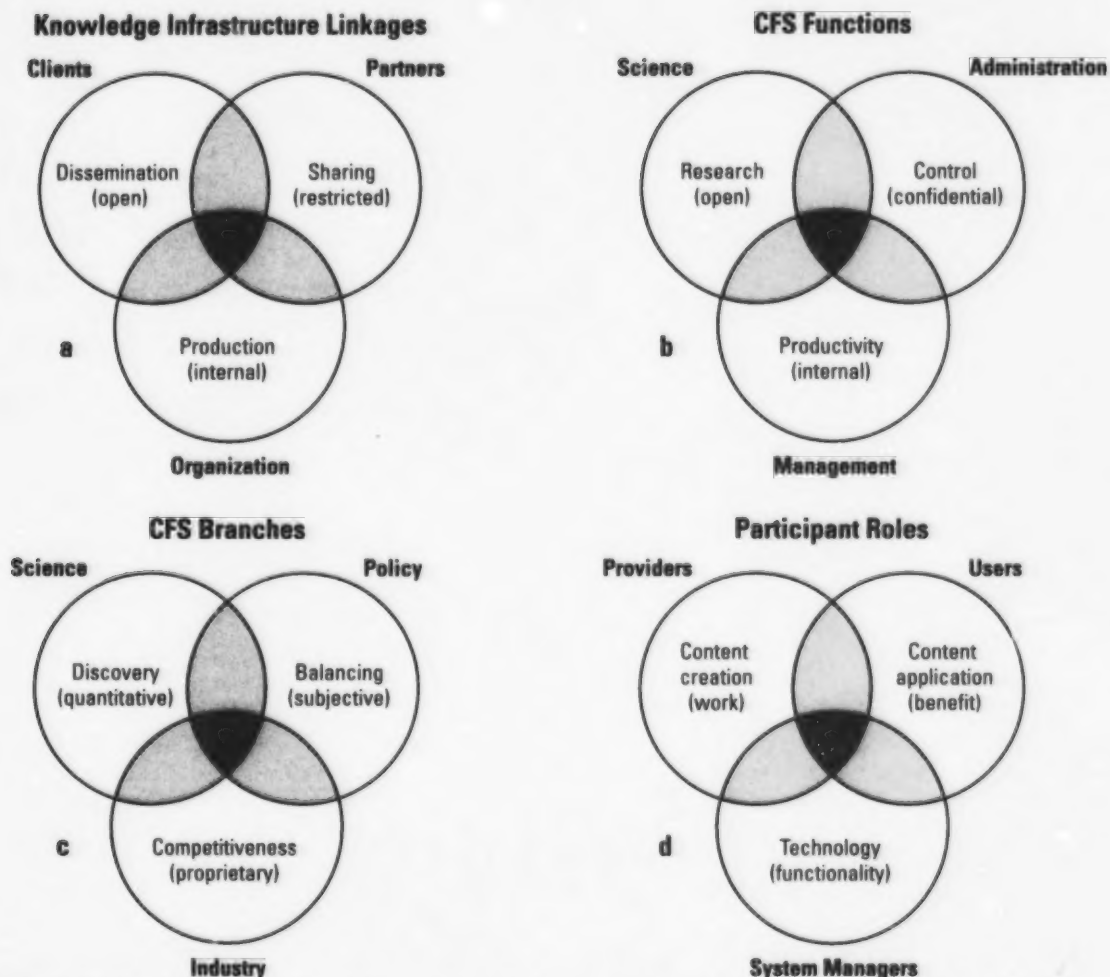 Knowledge Infrastructure Linkages
Clients
Partners
Dissemination
(open)
Sharing
(restricted)
a
Production
(internal)
Organization
CFS Functions
Science
Administration
Research
(open)
Control
(confidential)
b
Productivity
(internal)
Management
CFS Branches
Science
Policy
Discovery
(quantitative)
Balancing
(subjective)
c
Competitiveness
(proprietary)
Industry
Participant Roles
Providers
Users
Content
creation
(work)
Content
application
(benefit)
d
Technology
(functionality)
System Managers